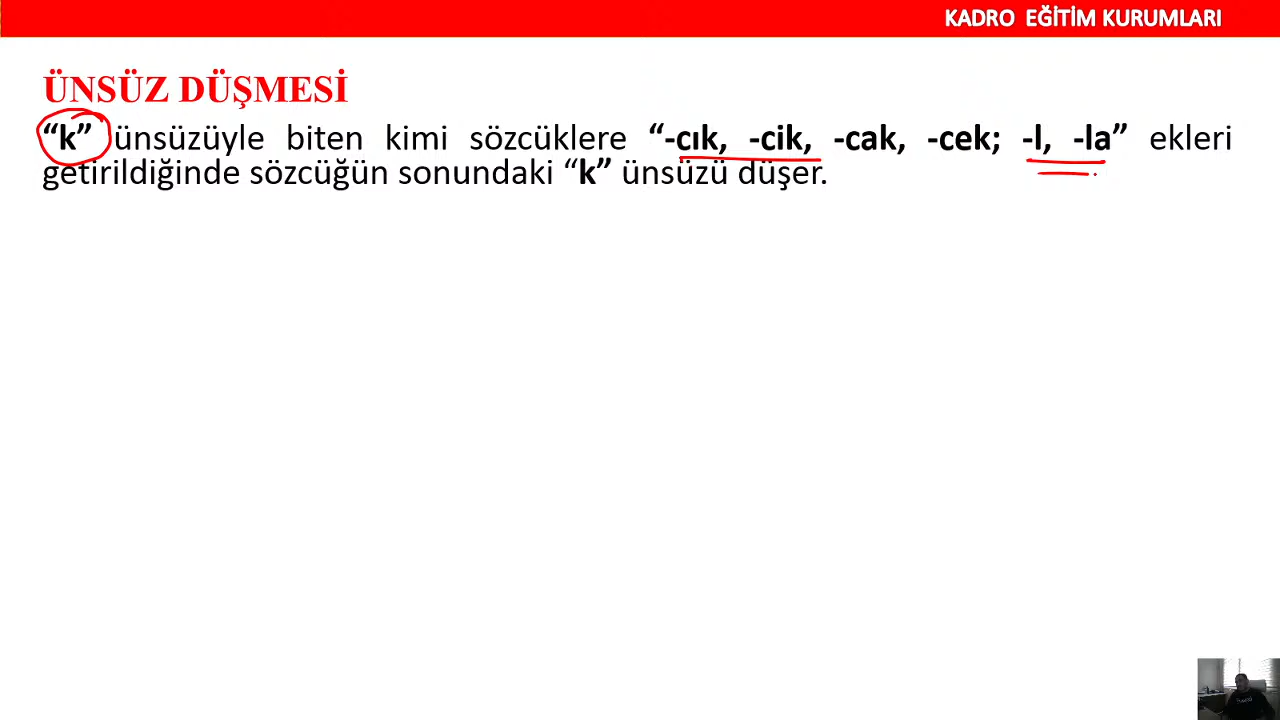 KADRO EĞİTİM KURUMLARI
ÜNSÜZ DÜŞMESİ
“k” ünsüzüyle biten kimi sözcüklere “-cık, -cik, -cak, -cek; -l, -la” ekleri
getirildiğinde sözcüğün sonundaki “k” ünsüzü düşer.